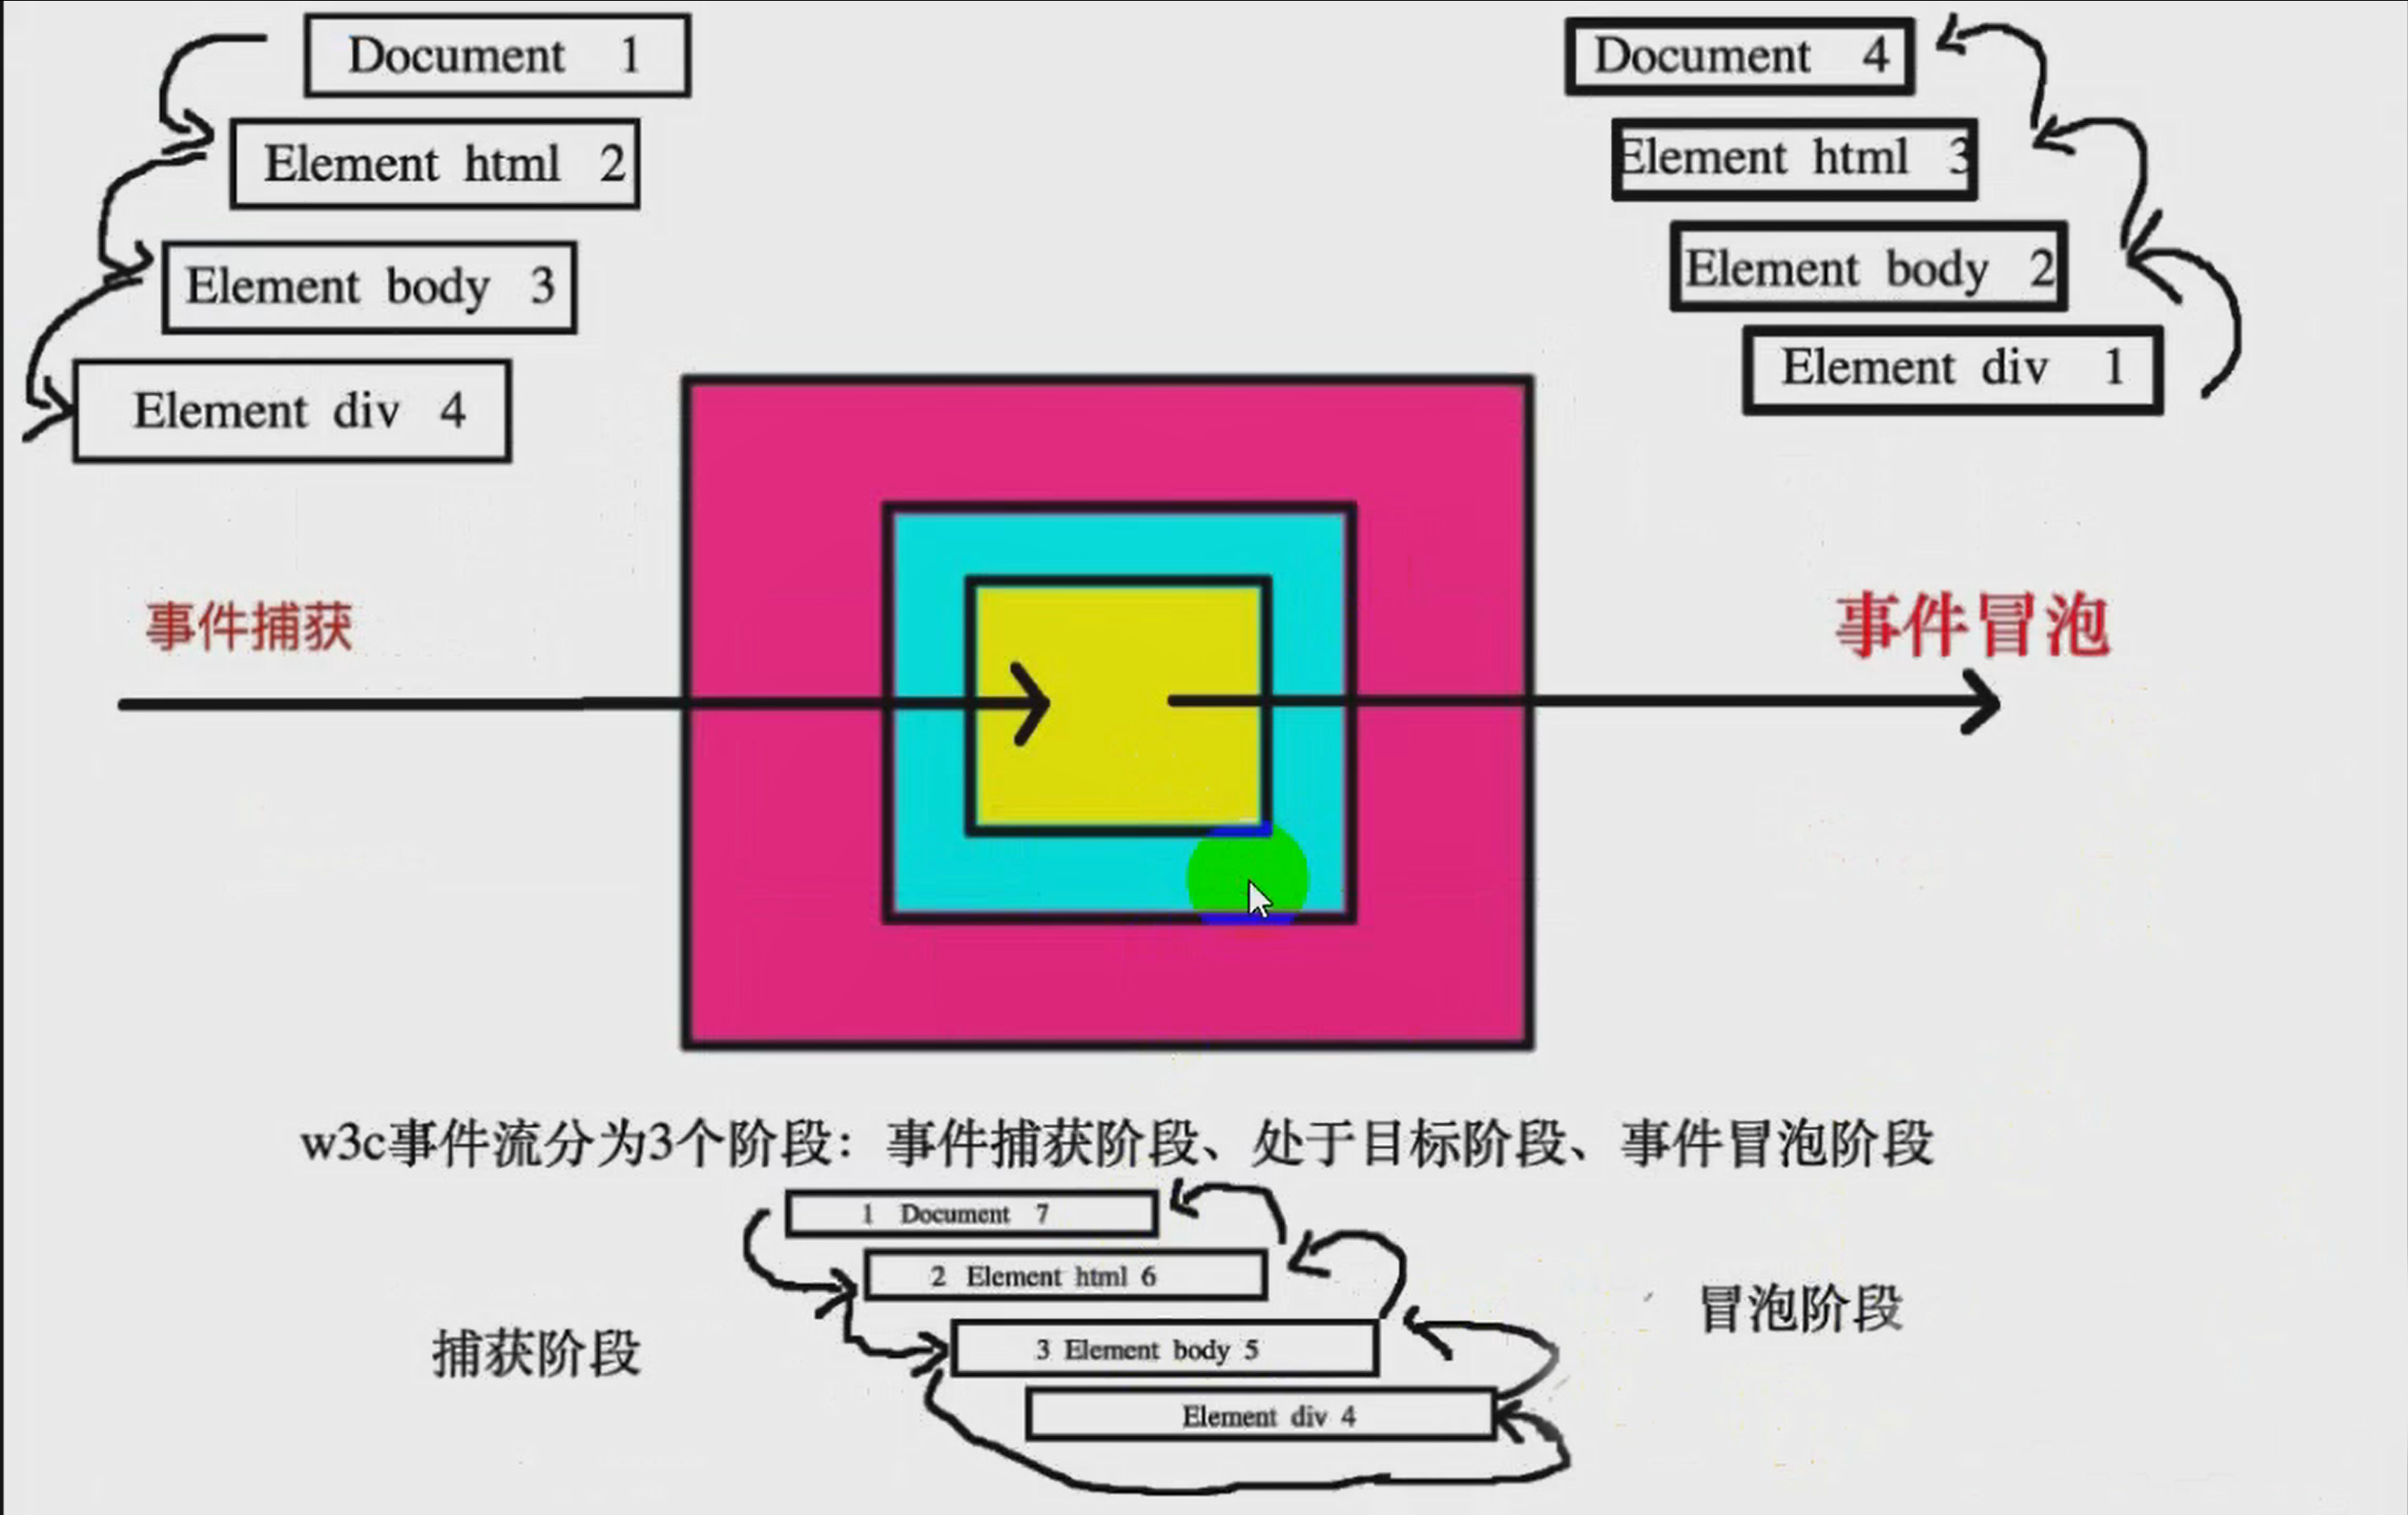 Document 1
Element html 2
Element body 3
Element div 4
Document 4
Element html 3
Element body 2
Element div 1
事件捕获
事件冒泡
w3c事件流分为3个阶段：事件捕获阶段、处于目标阶段、事件冒泡阶段
1 Document 7
2 Element html 6
3 Element body 5
Element div 4
捕获阶段
冒泡阶段